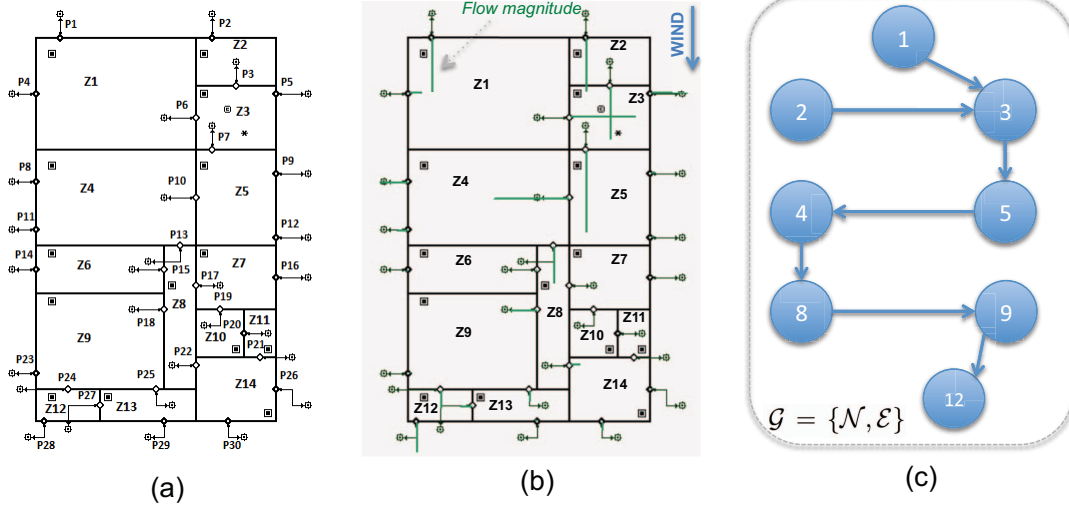 P1
P2
Z2
Z1
P3
P4
P5
P6
Z3
©
*
P7
P8
P9
Z4
P10
Z5
P11
P12
P13
P14
Z6
P15
Z7
P16
P17
Z8
P19
P18
Z9
P20
Z10
Z11
P21
P22
P23
P24
P25
Z14
P26
P27
Z12
Z13
P28
P29
P30
(a)
Flow magnitude
WIND
Z2
Z1
Z3
©
*
Z4
Z5
Z6
Z7
Z8
Z9
Z10
Z11
Z14
Z12
Z13
(b)
1
2
3
4
5
8
9
12
𝒢 = {𝒩, ℰ}
(c)